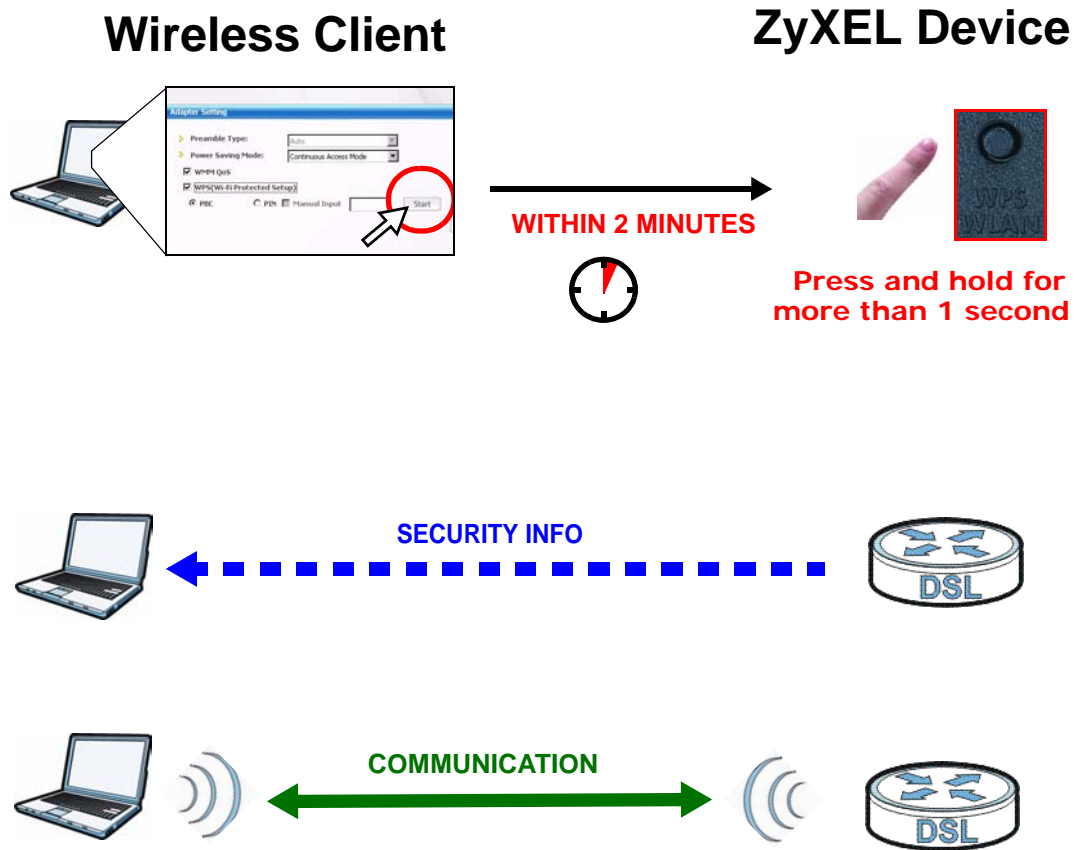 Wireless Client
ZyXEL Device
Adapter Setting
Preamble Type:
Auto
Power Saving Mode:
Continuous Access Mode
WMM QoS
WPS(Wi-Fi Protected Setup)
PBC
PIN
Manual Input
Start
WITHIN 2 MINUTES
WPS
WLAN
Press and hold for
more than 1 second
SECURITY INFO
DSL
COMMUNICATION
DSL